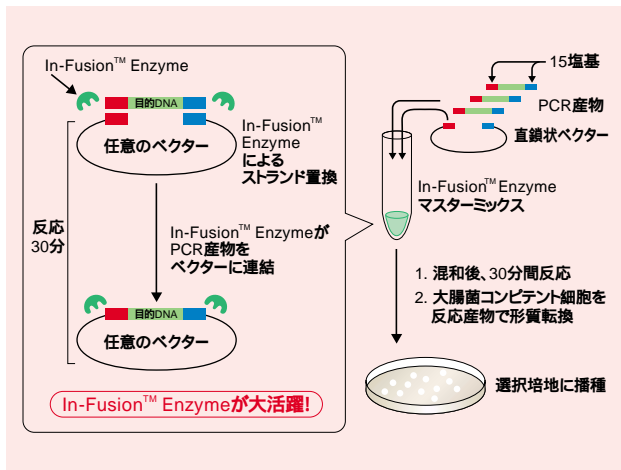 In-Fusion™ Enzyme
目的DNA
任意のベクター
In-Fusion™
Enzyme
による
ストランド置換
反応
30分
In-Fusion™ Enzymeが
PCR産物を
ベクターに連結
目的DNA
任意のベクター
In-Fusion™ Enzymeが大活躍!
15塩基
PCR産物
直鎖状ベクター
In-Fusion™ Enzyme
マスターミックス
1. 混和後、30分間反応
2. 大腸菌コンピテント細胞を
反応産物で形質転換
選択培地に播種